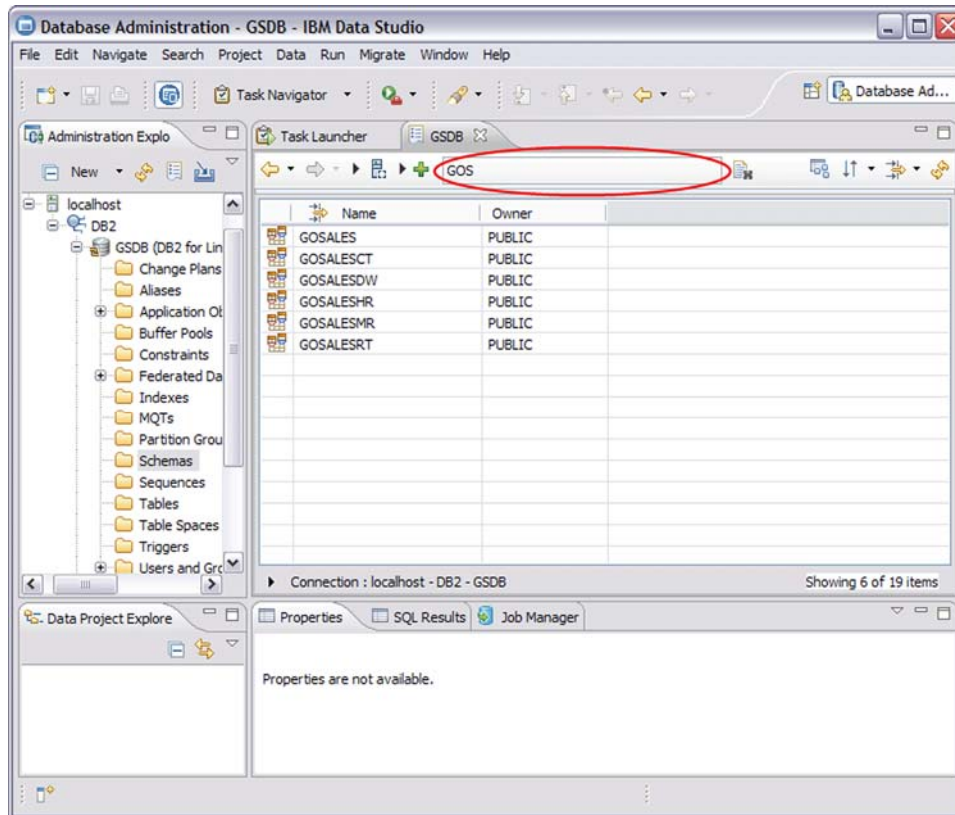 Database Administration - GSDB - IBM Data Studio
File Edit Navigate Search Project Data Run Migrate Window Help
Task Navigator
Database Ad...
Administration Explo
Task Launcher
GSDB
New
GOS
localhost
DB2
GSDB (DB2 for Lin
Change Plans
Aliases
Application Ob
Buffer Pools
Constraints
Federated Da
Indexes
MQTs
Partition Grou
Schemas
Sequences
Tables
Table Spaces
Triggers
Users and Grc
Name Owner
GOSALES PUBLIC
GOSALESCT PUBLIC
GOSALESDW PUBLIC
GOSALESHR PUBLIC
GOSALESMR PUBLIC
GOSALESRT PUBLIC
Connection : localhost - DB2 - GSDB
Showing 6 of 19 items
Data Project Explore
Properties
SQL Results
Job Manager
Properties are not available.